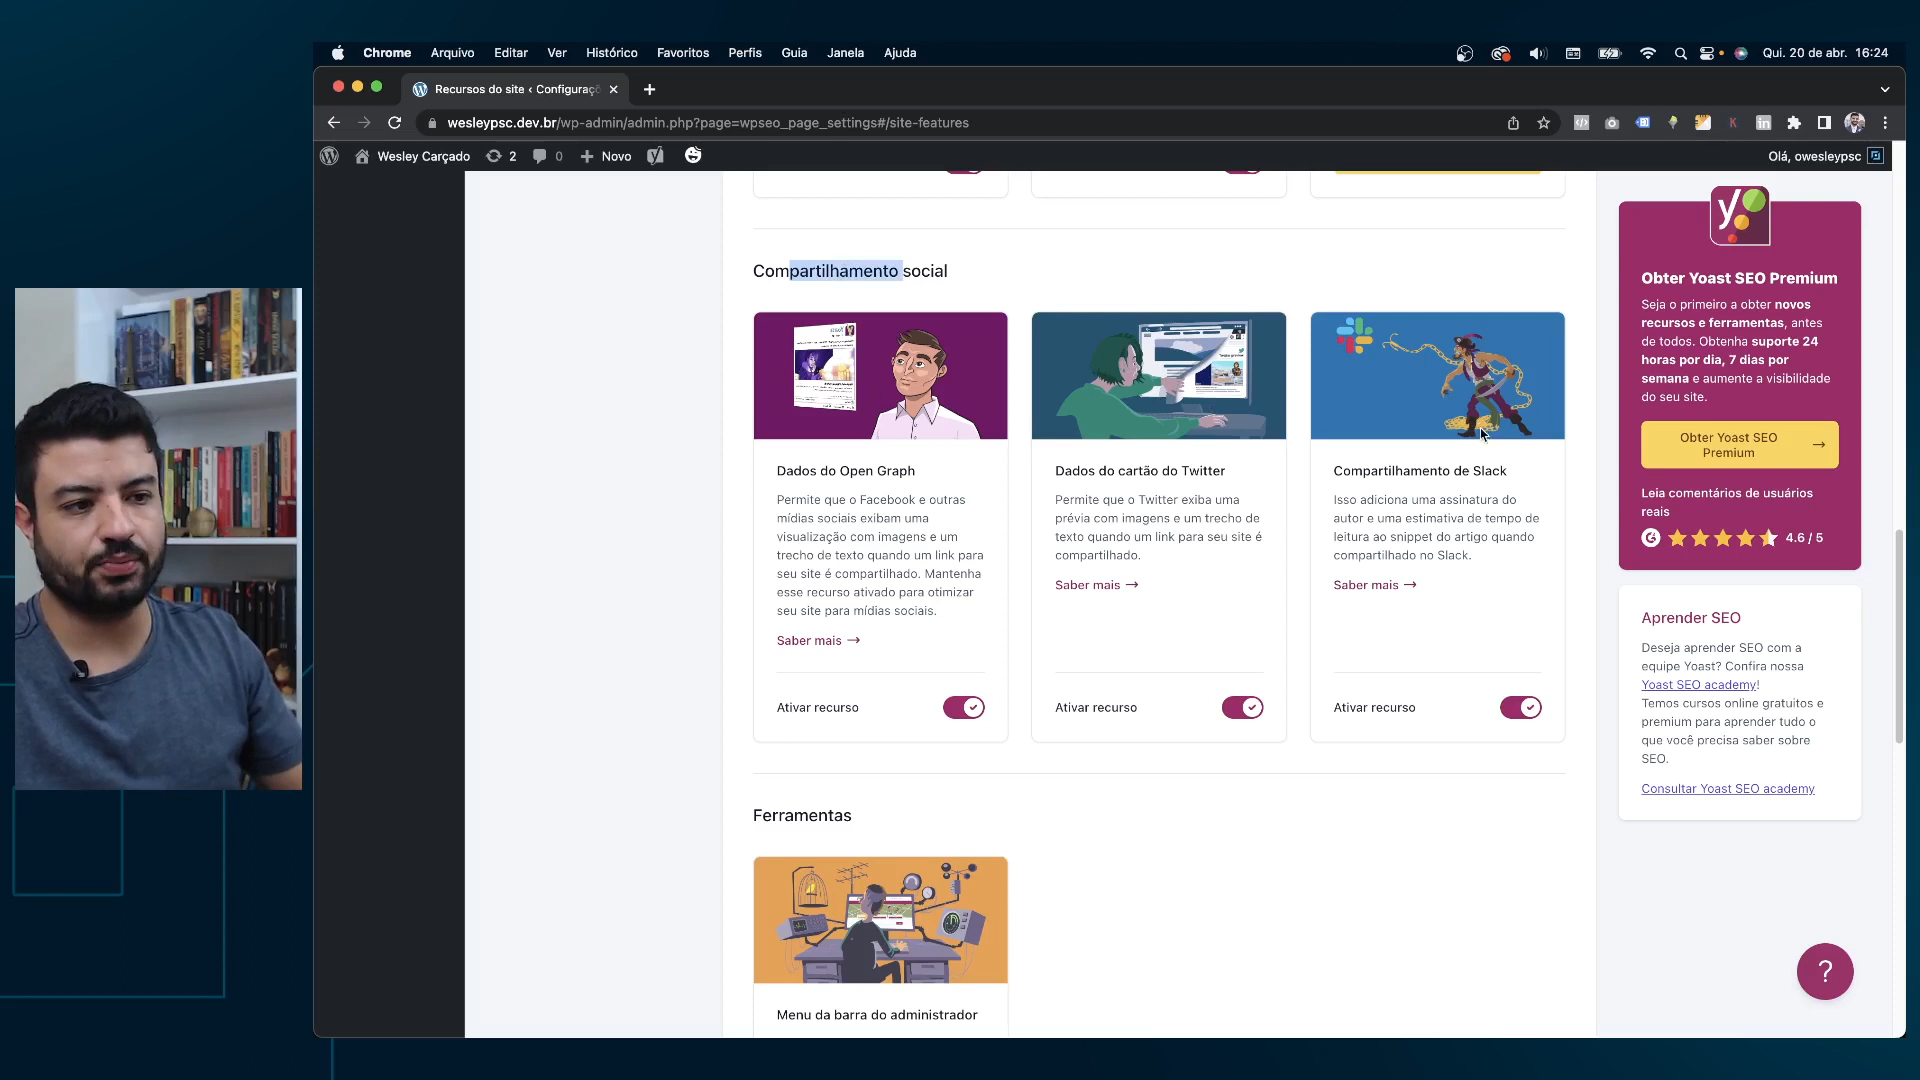 Chrome Arquivo Editar Ver Histórico Favoritos Perfis Guia Janela Ajuda
Qui. 20 de abr. 16:24
Recursos do site ‹ Configuraçõ
wesleypsc.dev.br/wp-admin/admin.php?page=wpseo_page_settings#/site-features
Wesley Carçado 2 0 Novo
Olá, owesleypsc
Compartilhamento social
Dados do Open Graph
Permite que o Facebook e outras
mídias sociais exibam uma
visualização com imagens e um
trecho de texto quando um link para
seu site é compartilhado. Mantenha
esse recurso ativado para otimizar
seu site para mídias sociais.
Saber mais →
Ativar recurso
Dados do cartão do Twitter
Permite que o Twitter exiba uma
prévia com imagens e um trecho de
texto quando um link para seu site é
compartilhado.
Saber mais →
Ativar recurso
Compartilhamento de Slack
Isso adiciona uma assinatura do
autor e uma estimativa de tempo de
leitura ao snippet do artigo quando
compartilhado no Slack.
Saber mais →
Ativar recurso
Ferramentas
Menu da barra do administrador
Obter Yoast SEO Premium
Seja o primeiro a obter novos
recursos e ferramentas, antes
de todos. Obtenha suporte 24
horas por dia, 7 dias por
semana e aumente a visibilidade
do seu site.
Obter Yoast SEO
Premium →
Leia comentários de usuários
reais
4.6 / 5
Aprender SEO
Deseja aprender SEO com a
equipe Yoast? Confira nossa
Yoast SEO academy!
Temos cursos online gratuitos e
premium para aprender tudo o
que você precisa saber sobre
SEO.
Consultar Yoast SEO academy
?